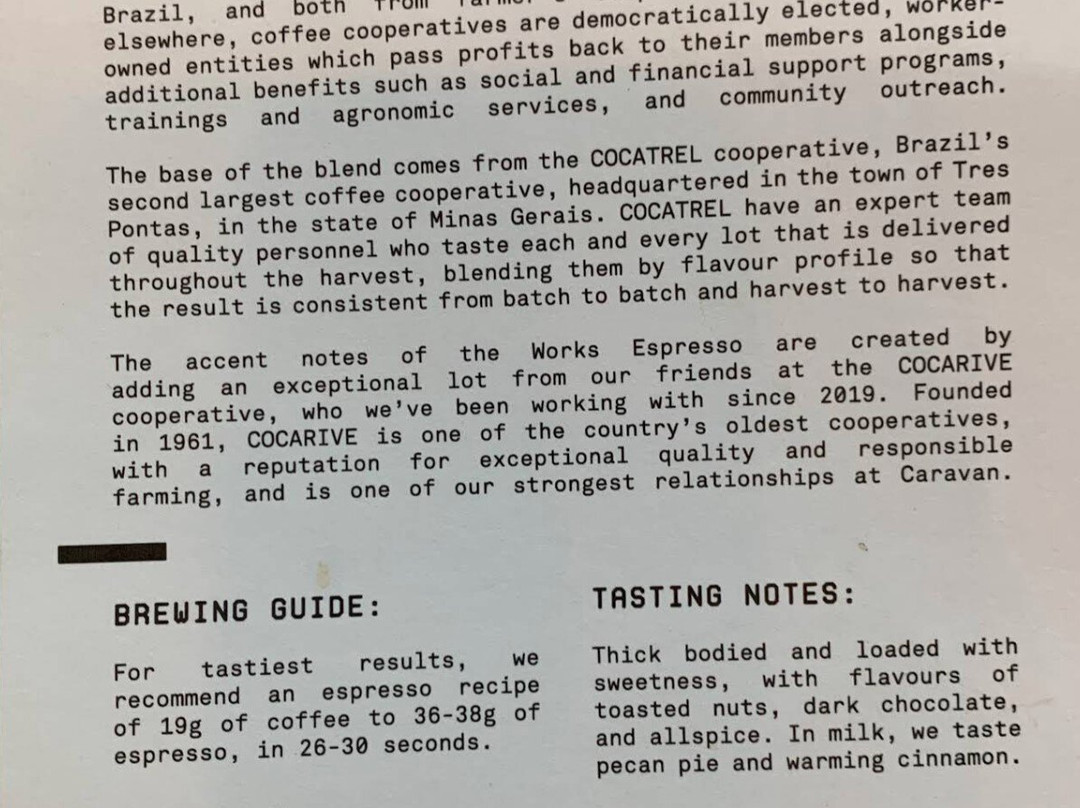 Brazil, and both from
elsewhere, coffee cooperatives are democratically elected, worker-
owned entities which pass profits back to their members alongside
additional benefits such as social and financial support programs,
trainings and agronomic services, and community outreach.
The base of the blend comes from the COCATREL cooperative, Brazil's
second largest coffee cooperative, headquartered in the town of Tres
Pontas, in the state of Minas Gerais. COCATREL have an expert team
of quality personnel who taste each and every lot that is delivered
throughout the harvest, blending them by flavour profile so that
the result is consistent from batch to batch and harvest to harvest.
The accent notes of the Works Espresso are created by
adding an exceptional lot from our friends at the COCARIVE
cooperative, who we've been working with since 2019. Founded
in 1961, COCARIVE is one of the country's oldest cooperatives,
with a reputation for exceptional quality and responsible
farming, and is one of our strongest relationships at Caravan.
BREWING GUIDE:
For tastiest results, we
recommend an espresso recipe
of 19g of coffee to 36-38g of
espresso, in 26-30 seconds.
TASTING NOTES:
Thick bodied and loaded with
sweetness, with flavours of
toasted nuts, dark chocolate,
and allspice. In milk, we taste
pecan pie and warming cinnamon.